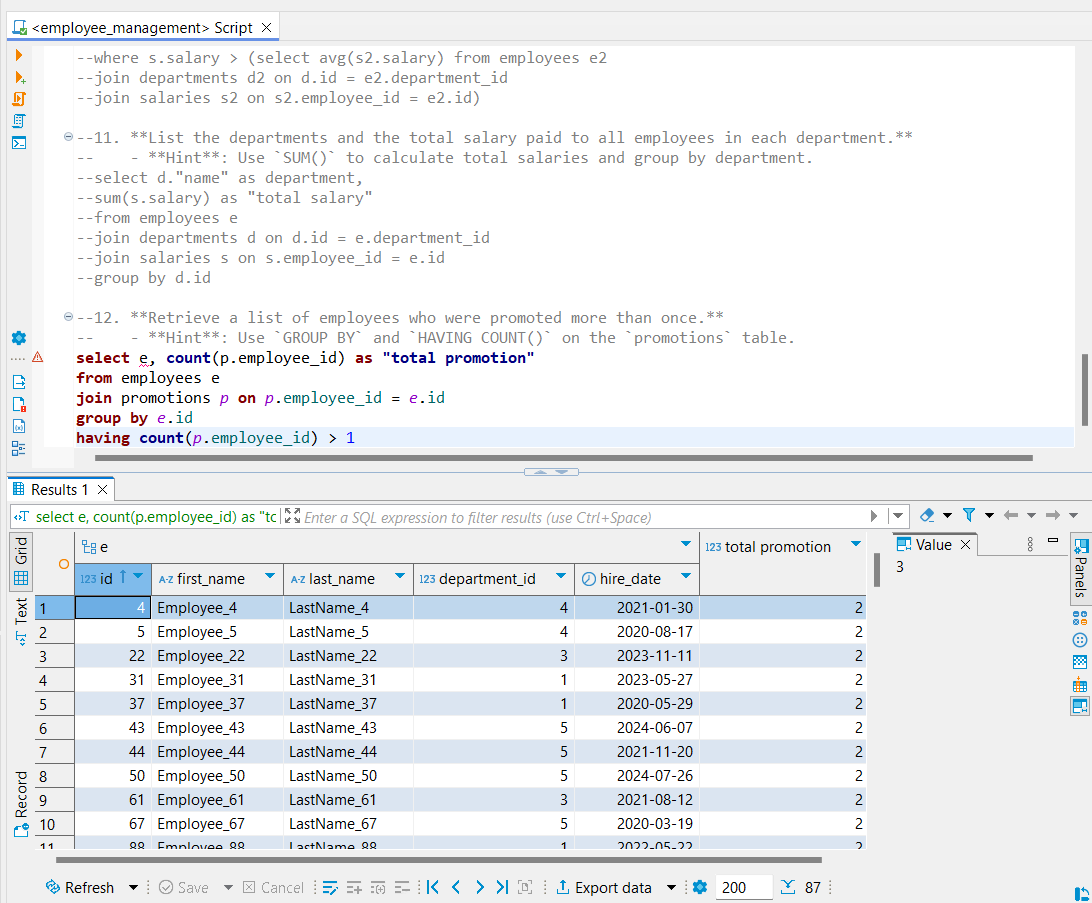 <employee_management> Script
--where s.salary > (select avg(s2.salary) from employees e2
--join departments d2 on d.id = e2.department_id
--join salaries s2 on s2.employee_id = e2.id)
--11. **List the departments and the total salary paid to all employees in each department.**
--    - **Hint**: Use `SUM()` to calculate total salaries and group by department.
--select d."name" as department,
--sum(s.salary) as "total salary"
--from employees e
--join departments d on d.id = e.department_id
--join salaries s on s.employee_id = e.id
--group by d.id
--12. **Retrieve a list of employees who were promoted more than once.**
--    - **Hint**: Use `GROUP BY` and `HAVING COUNT()` on the `promotions` table.
select e, count(p.employee_id) as "total promotion"
from employees e
join promotions p on p.employee_id = e.id
group by e.id
having count(p.employee_id) > 1
Results 1
select e, count(p.employee_id) as "tc Enter a SQL expression to filter results (use Ctrl+Space)
Grid
Text
Record
e 123 total promotion
123 id A-Z first_name A-Z last_name 123 department_id hire_date
1 4 Employee_4 LastName_4 4 2021-01-30 2
2 5 Employee_5 LastName_5 4 2020-08-17 2
3 22 Employee_22 LastName_22 3 2023-11-11 2
4 31 Employee_31 LastName_31 1 2023-05-27 2
5 37 Employee_37 LastName_37 1 2020-05-29 2
6 43 Employee_43 LastName_43 5 2024-06-07 2
7 44 Employee_44 LastName_44 5 2021-11-20 2
8 50 Employee_50 LastName_50 5 2024-07-26 2
9 61 Employee_61 LastName_61 3 2021-08-12 2
10 67 Employee_67 LastName_67 5 2020-03-19 2
11 88 Employee_88 LastName_88 1 2022-05-22 2
Value
3
Panels
Refresh Save Cancel Export data 200 87